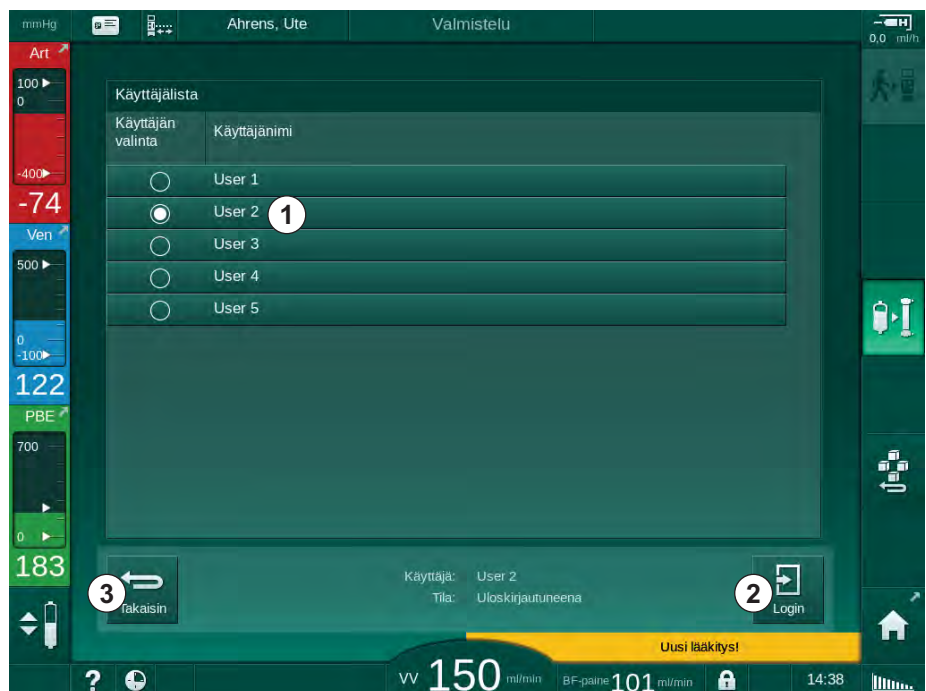 mmHg
Ahrens, Ute
Valmistelu
0,0 ml/h
Art
100
0
-400
-74
Ven
500
0
-100
122
PBE
700
0
183
Käyttäjälista
Käyttäjän valinta
Käyttäjänimi
User 1
User 2
1
User 3
User 4
User 5
3
Takaisin
Käyttäjä: User 2
Tila: Uloskirjautuneena
2
Login
Uusi lääkitys!
?
VV 150 ml/min
BF-paine 101 ml/min
14:38